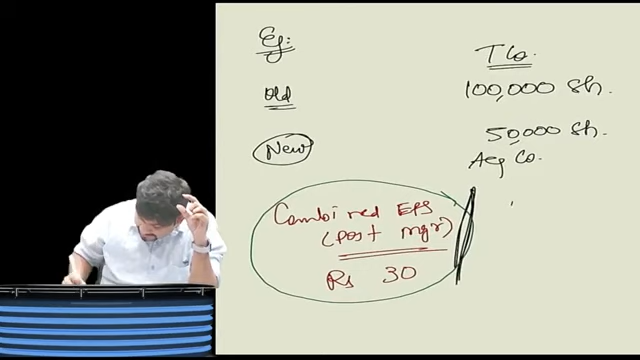 Eg:
T Co.
Old
100,000 Sh.
New
50,000 Sh.
Acq Co.
Combined EPS
(post mgr)
Rs 30